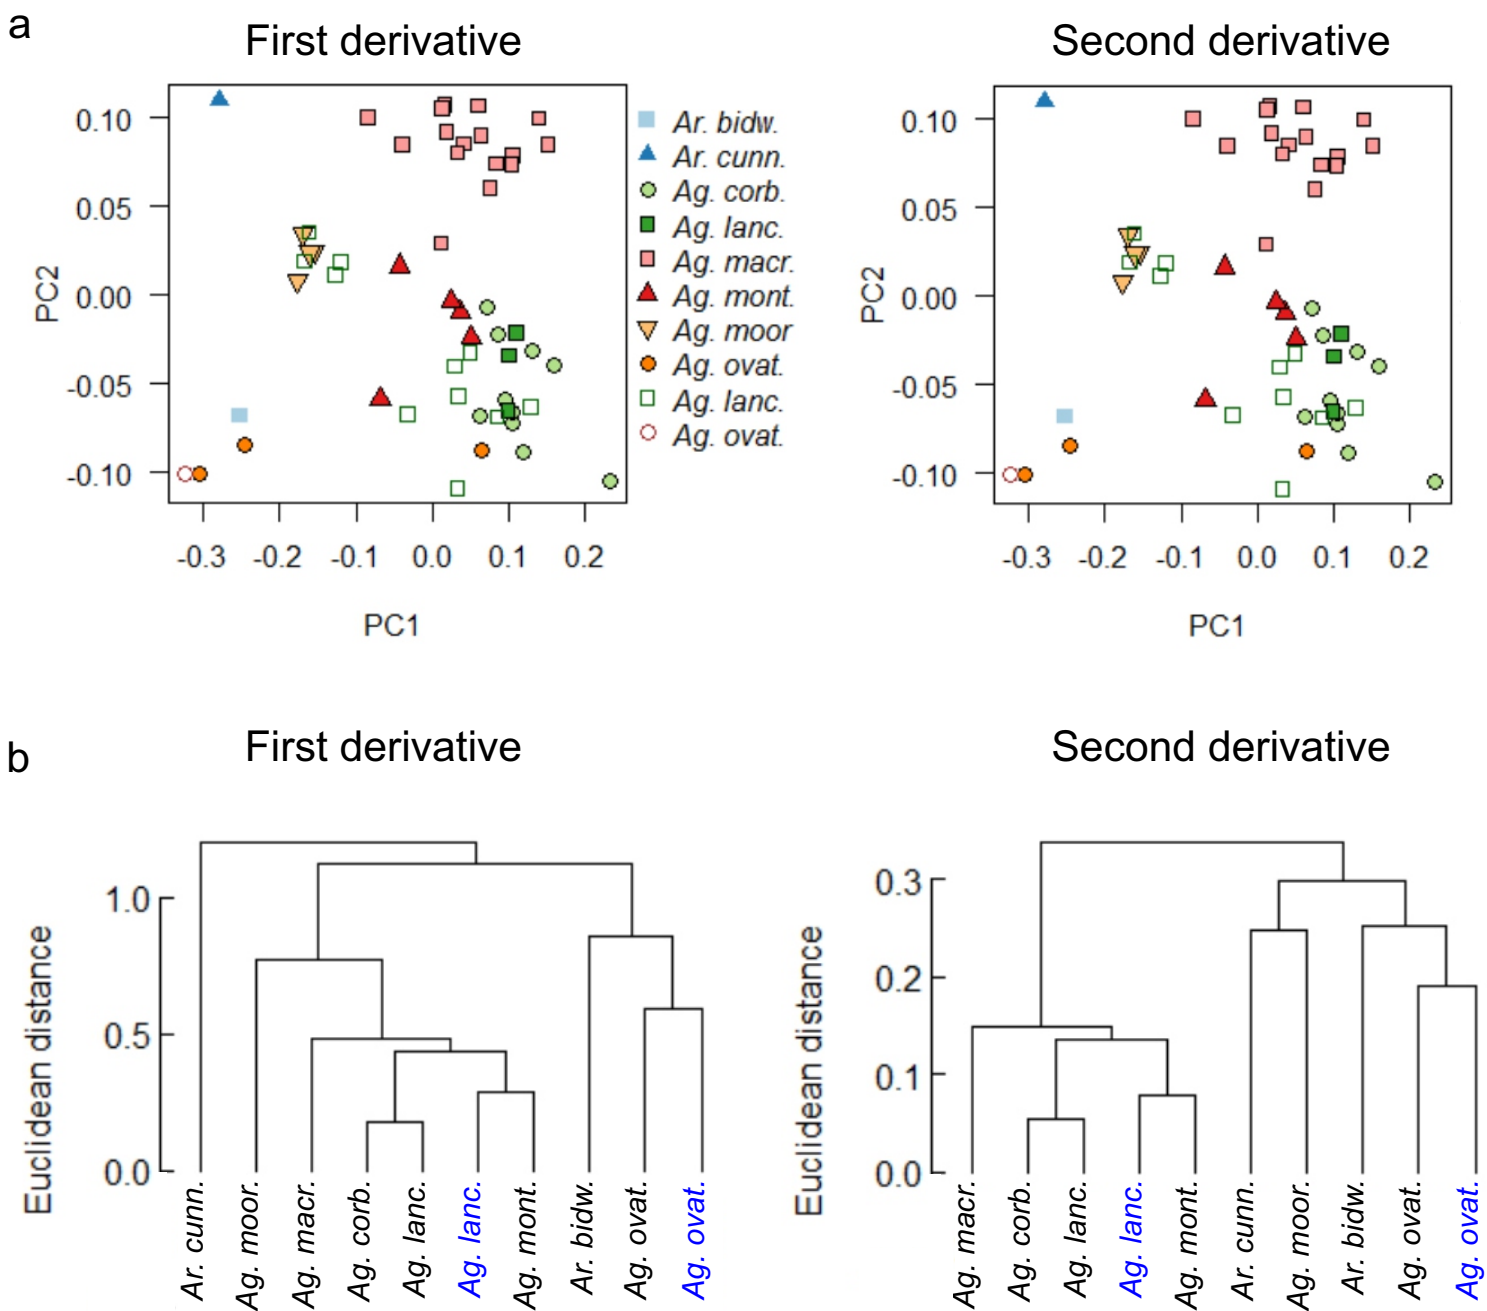 a
First derivative
Second derivative
PC2
0.10
0.05
0.00
-0.05
-0.10
-0.3 -0.2 -0.1 0.0 0.1 0.2
PC1
Ar. bidw.
Ar. cunn.
Ag. corb.
Ag. lanc.
Ag. macr.
Ag. mont.
Ag. moor
Ag. ovat.
Ag. lanc.
Ag. ovat.
PC2
0.10
0.05
0.00
-0.05
-0.10
-0.3 -0.2 -0.1 0.0 0.1 0.2
PC1
b
First derivative
Second derivative
Euclidean distance
1.0
0.5
0.0
Ar. cunn.
Ag. moor.
Ag. macr.
Ag. corb.
Ag. lanc.
Ag. lanc.
Ag. mont.
Ar. bidw.
Ag. ovat.
Ag. ovat.
Euclidean distance
0.3
0.2
0.1
0.0
Ag. macr.
Ag. corb.
Ag. lanc.
Ag. lanc.
Ag. mont.
Ar. cunn.
Ag. moor.
Ar. bidw.
Ag. ovat.
Ag. ovat.